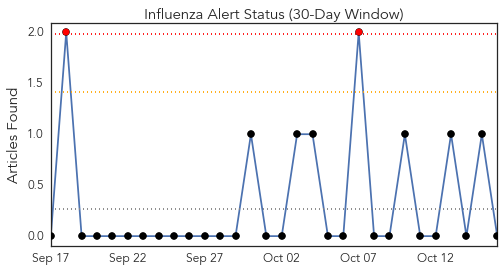 Influenza Alert Status (30-Day Window)
Articles Found
2.0
1.5
1.0
0.5
0.0
Sep 17 Sep 22 Sep 27 Oct 02 Oct 07 Oct 12